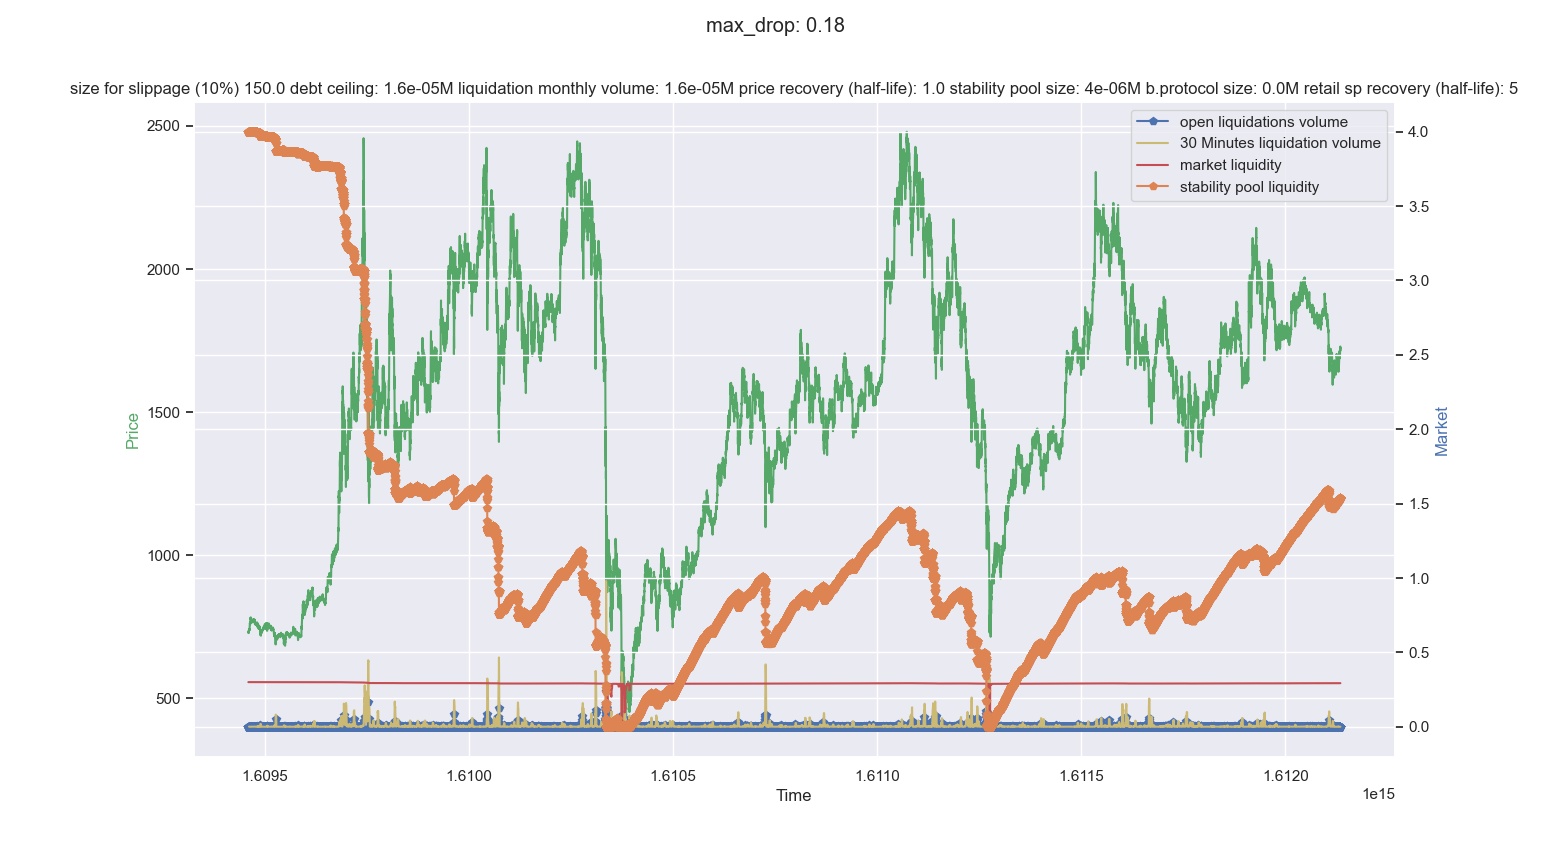 max_drop: 0.18
size for slippage (10%) 150.0 debt ceiling: 1.6e-05M liquidation monthly volume: 1.6e-05M price recovery (half-life): 1.0 stability pool size: 4e-06M b.protocol size: 0.0M retail sp recovery (half-life): 5
open liquidations volume
30 Minutes liquidation volume
market liquidity
stability pool liquidity
2500
2000
1500
1000
500
Price
4.0
3.5
3.0
2.5
2.0
1.5
1.0
0.5
0.0
Market
1.6095 1.6100 1.6105 1.6110 1.6115 1.6120
1e15
Time